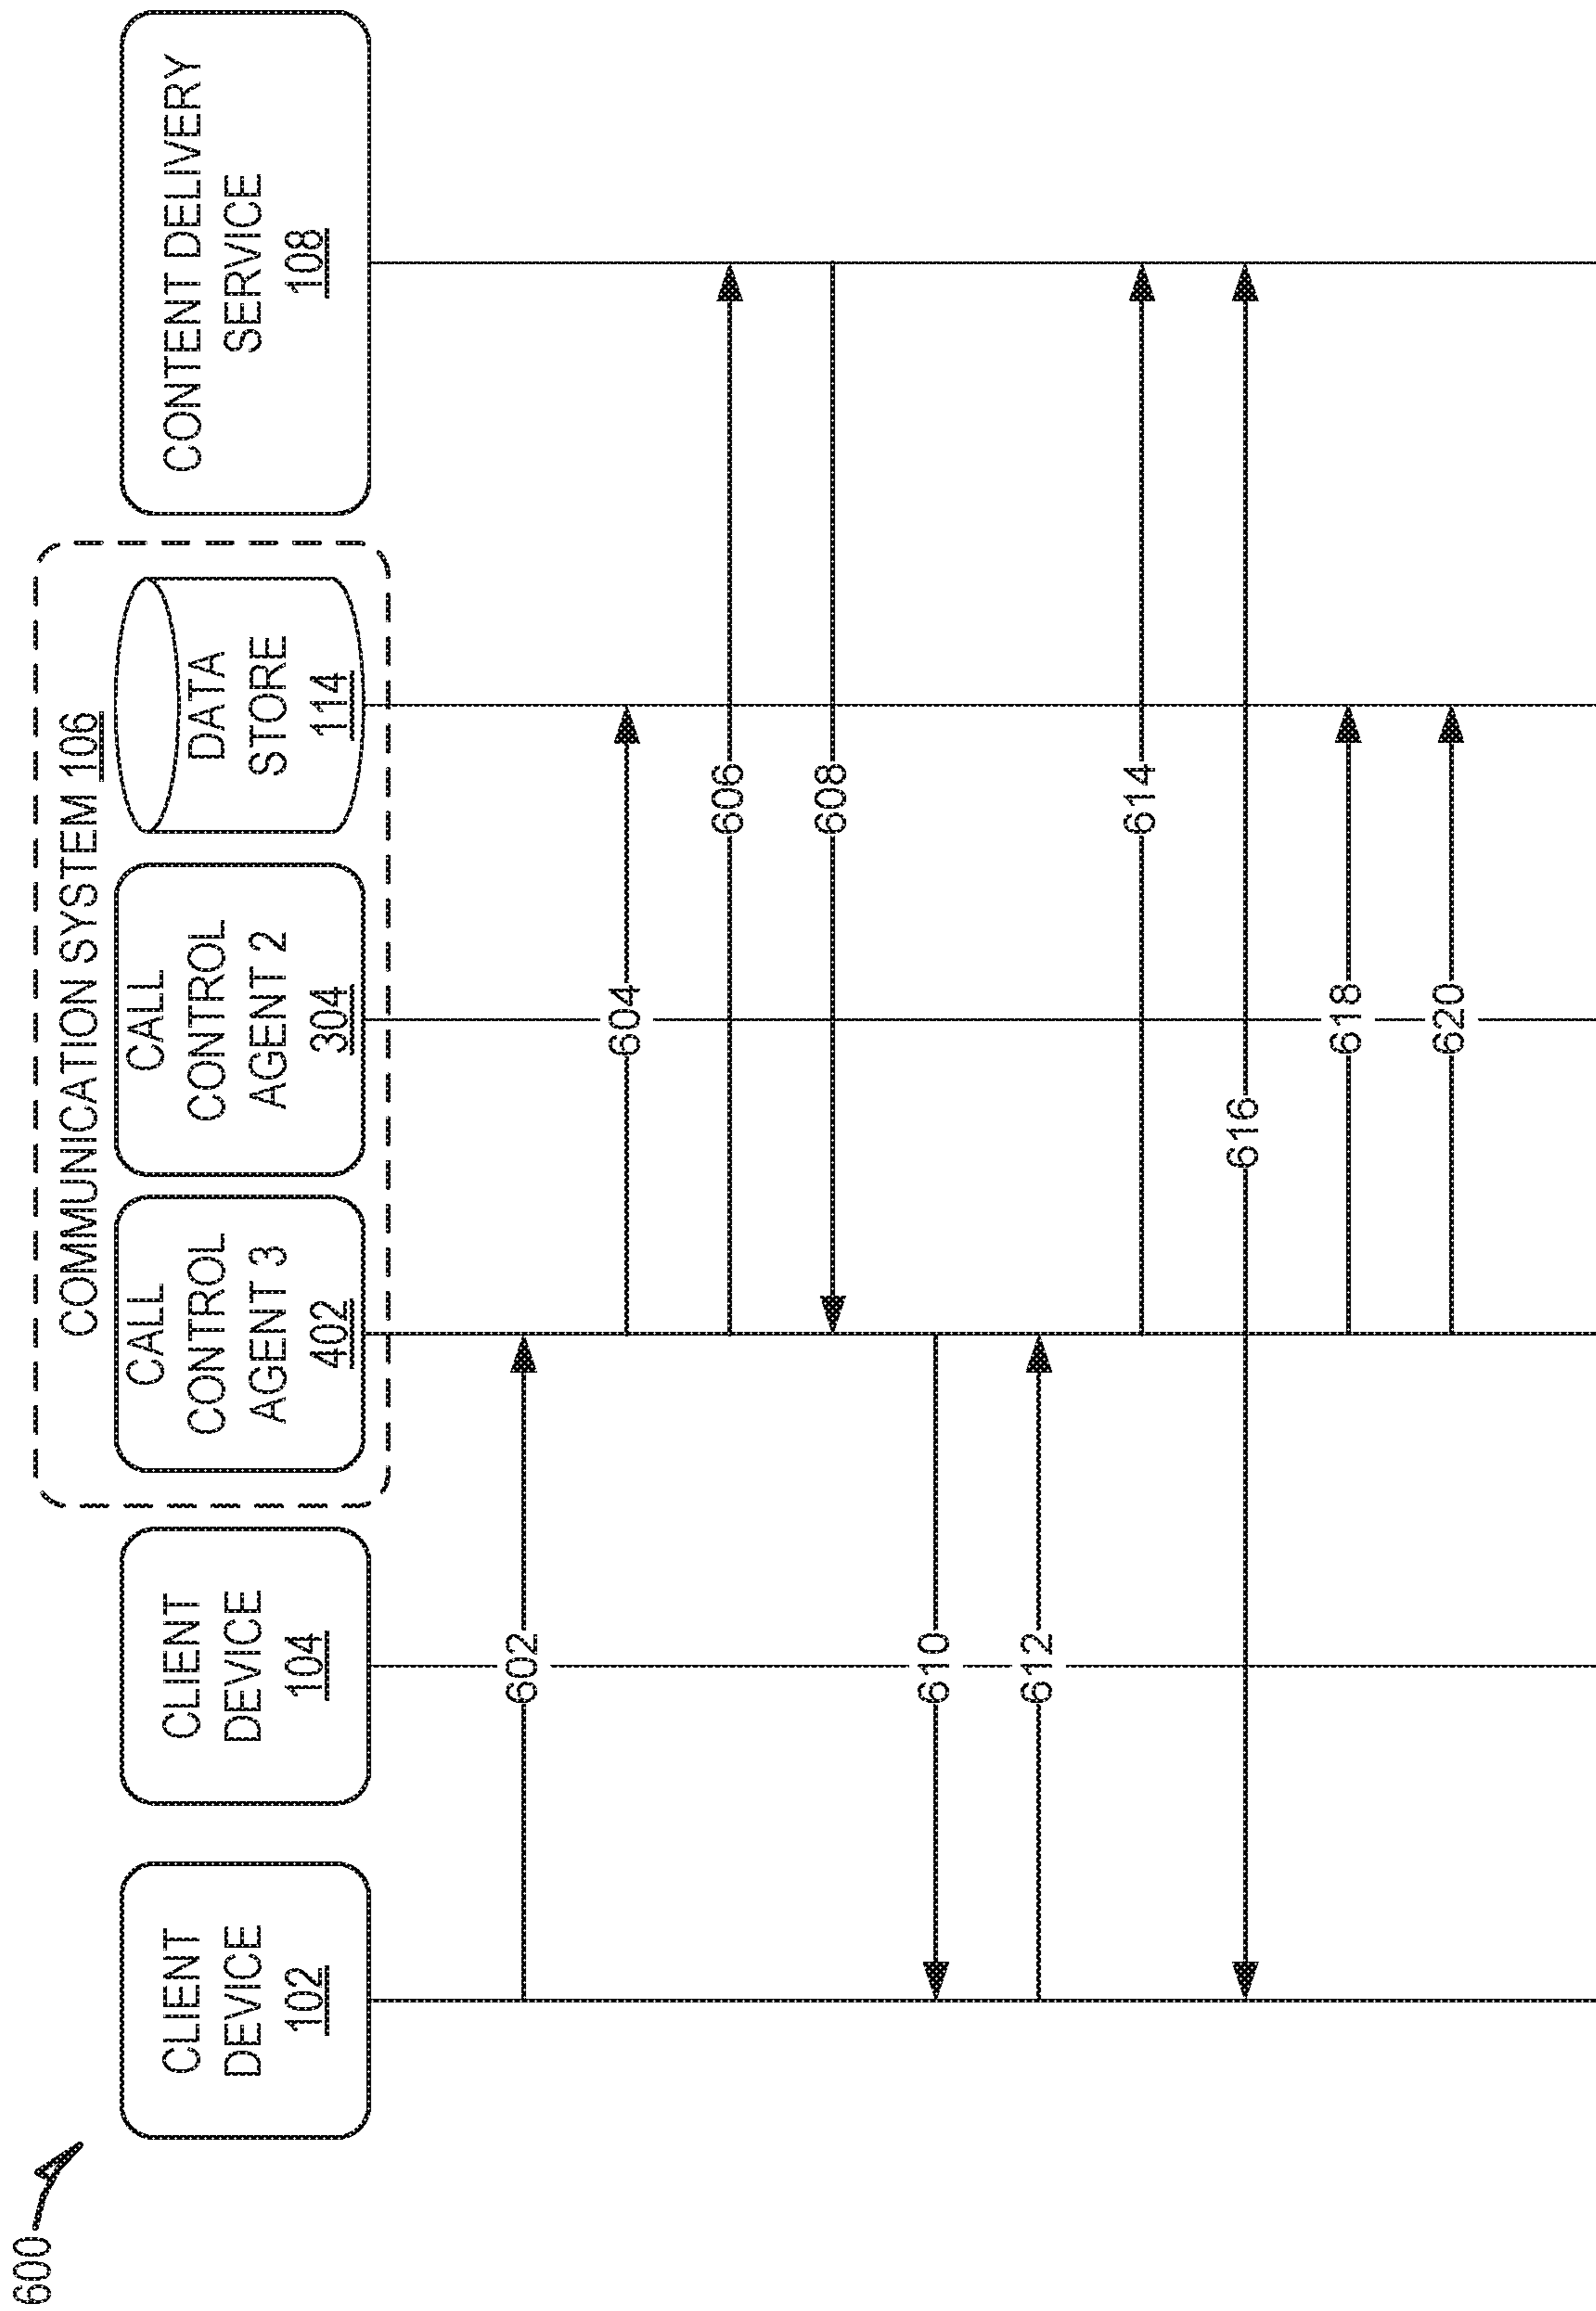 600
COMMUNICATION SYSTEM 106
CLIENT
DEVICE
102
CLIENT
DEVICE
104
CALL
CONTROL
AGENT 3
402
CALL
CONTROL
AGENT 2
304
DATA
STORE
114
CONTENT DELIVERY
SERVICE
108
602
604
606
608
610
612
614
616
618
620